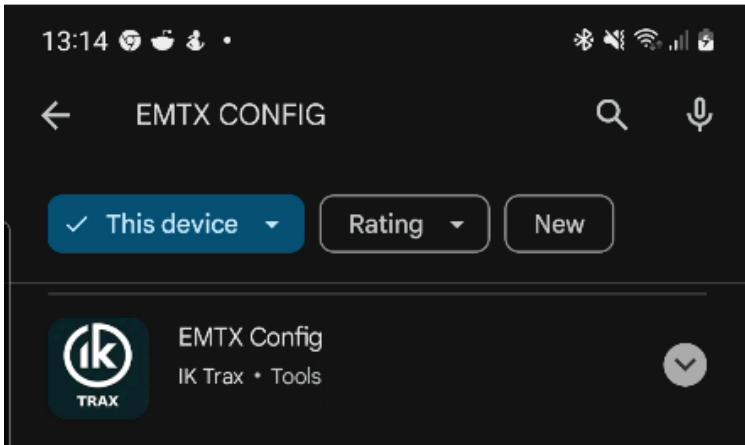 13:14
EMTX CONFIG
This device
Rating
New
EMTX Config
ik
IK Trax • Tools
TRAX